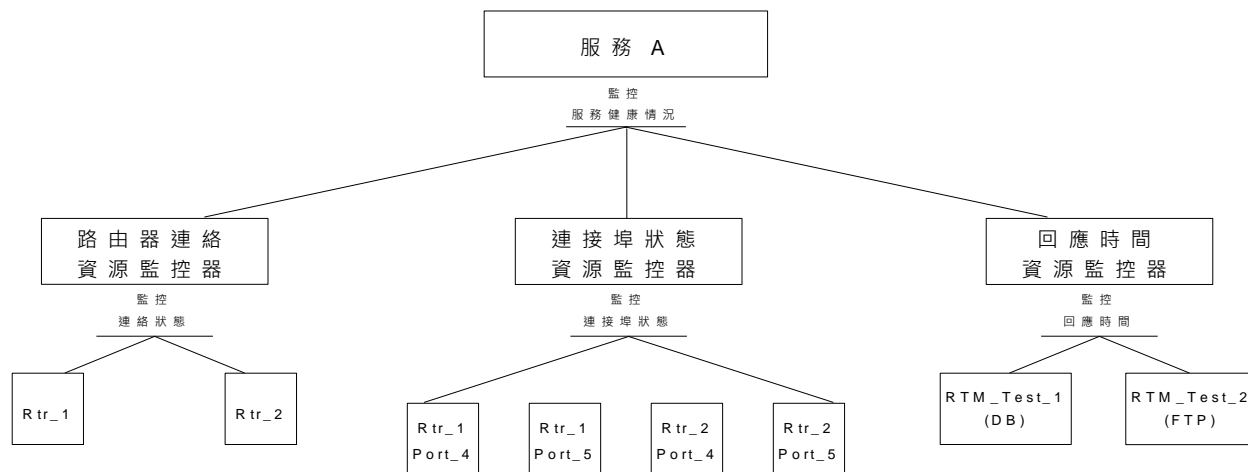 服務 A
監控
服務健康情況
路由器連絡
資源監控器
連接埠狀態
資源監控器
回應時間
資源監控器
監控
連絡狀態
監控
連接埠狀態
監控
回應時間
Rtr_1
Rtr_2
Rtr_1
Port_4
Rtr_1
Port_5
Rtr_2
Port_4
Rtr_2
Port_5
RTM_Test_1
(DB)
RTM_Test_2
(FTP)